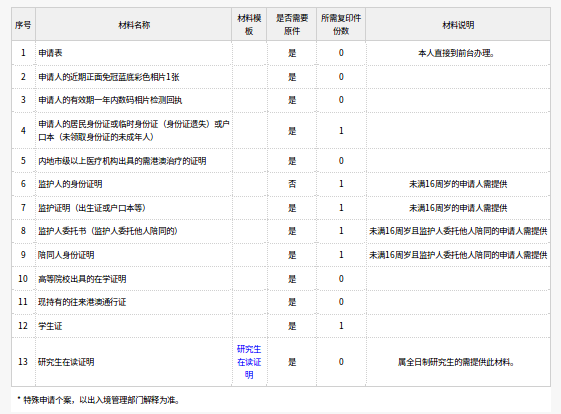 序号 材料名称 材料模板 是否需要原件 所需复印件份数 材料说明
1 申请表 是 0 本人直接到前台办理。
2 申请人的近期正面免冠蓝底彩色相片1张 是 0
3 申请人的有效期一年内数码相片检测回执 是 0
4 申请人的居民身份证或临时身份证（身份证遗失）或户口本（未领取身份证的未成年人） 是 1
5 内地市级以上医疗机构出具的需港澳治疗的证明 是 0
6 监护人的身份证明 否 1 未满16周岁的申请人需提供
7 监护证明（出生证或户口本等） 是 1 未满16周岁的申请人需提供
8 监护人委托书（监护人委托他人陪同的） 是 1 未满16周岁且监护人委托他人陪同的申请人需提供
9 陪同人身份证明 是 1 未满16周岁且监护人委托他人陪同的申请人需提供
10 高等院校出具的在学证明 是 0
11 现持有的往来港澳通行证 是 0
12 学生证 是 1
13 研究生在读证明 研究生在读证明 是 0 属全日制研究生的需提供此材料。
* 特殊申请个案，以出入境管理部门解释为准。